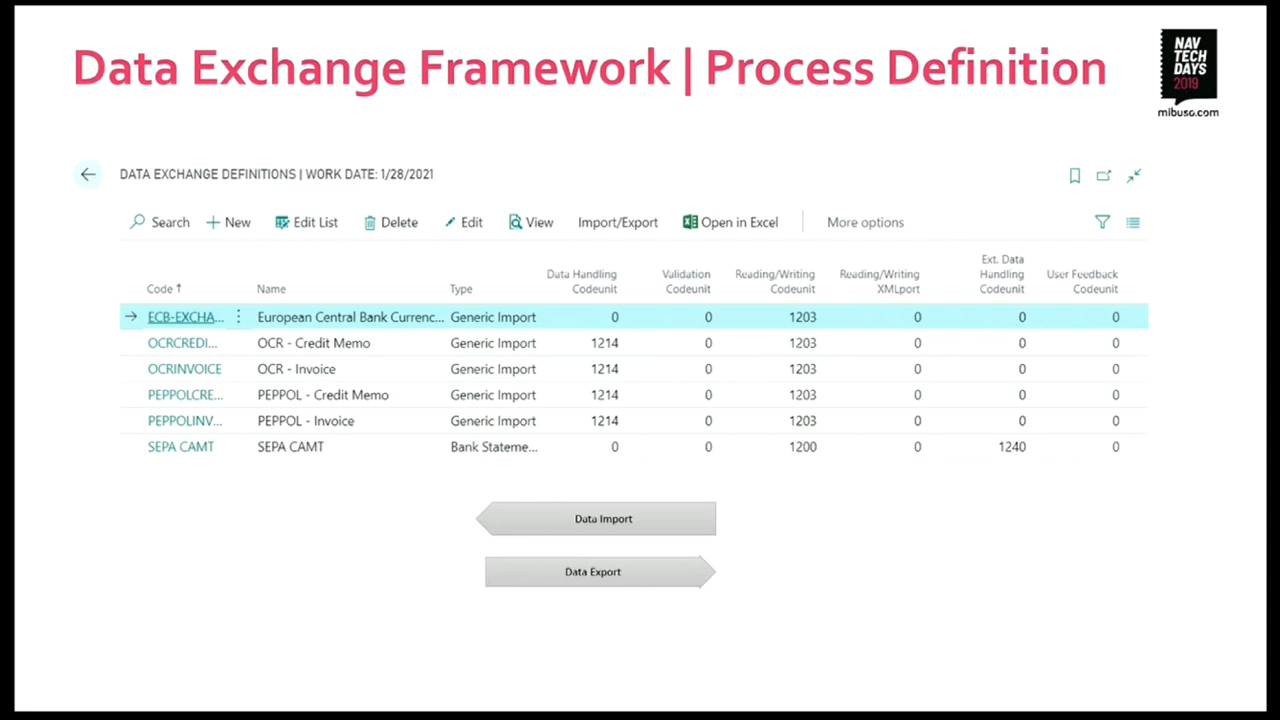 Data Exchange Framework | Process Definition
NAV
TECH
DAYS
2019
mibuso.com
DATA EXCHANGE DEFINITIONS | WORK DATE: 1/28/2021
Search New Edit List Delete Edit View Import/Export Open in Excel More options
Code ↑ Name Type Data Handling Codeunit Validation Codeunit Reading/Writing Codeunit Reading/Writing XMLport Ext. Data Handling Codeunit User Feedback Codeunit
ECB-EXCHA... European Central Bank Currenc... Generic Import 0 0 1203 0 0 0
OCRCREDI... OCR - Credit Memo Generic Import 1214 0 1203 0 0 0
OCRINVOICE OCR - Invoice Generic Import 1214 0 1203 0 0 0
PEPPOLCRE... PEPPOL - Credit Memo Generic Import 1214 0 1203 0 0 0
PEPPOLINV... PEPPOL - Invoice Generic Import 1214 0 1203 0 0 0
SEPA CAMT SEPA CAMT Bank Stateme... 0 0 1200 0 1240 0
Data Import
Data Export